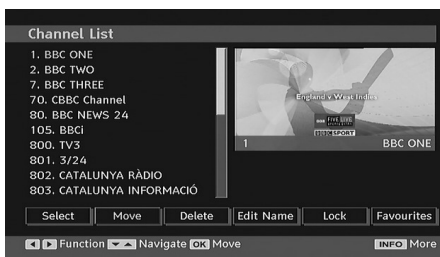 Channel List
1. BBC ONE
2. BBC TWO
7. BBC THREE
70. CBBC Channel
80. BBC NEWS 24
105. BBCi
800. TV3
801. 3/24
802. CATALUNYA RÀDIO
803. CATALUNYA INFORMACIÓ
England v West Indies
FIVE LIVE
BBC SPORT
1 BBC ONE
Select Move Delete Edit Name Lock Favourites
Function Navigate OK Move INFO More